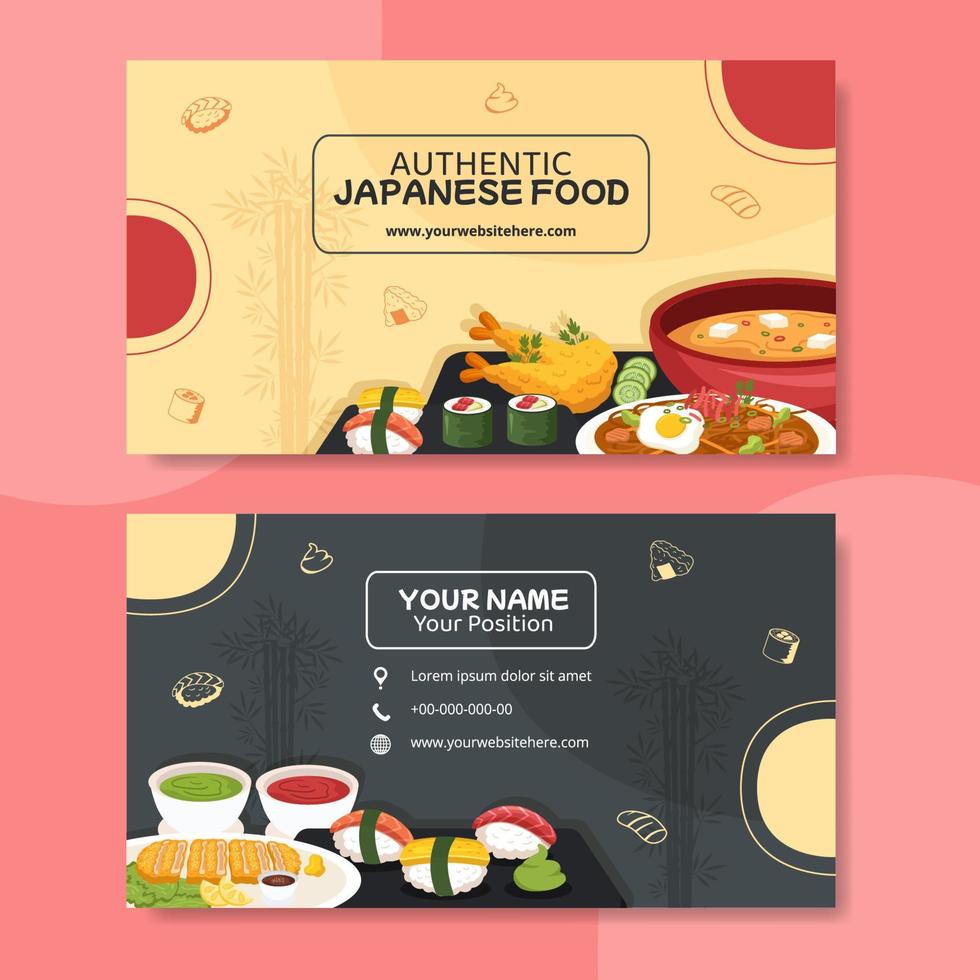 AUTHENTIC
JAPANESE FOOD
www.yourwebsitehere.com
YOUR NAME
Your Position
Lorem ipsum dolor sit amet
+00-000-000-00
www.yourwebsitehere.com